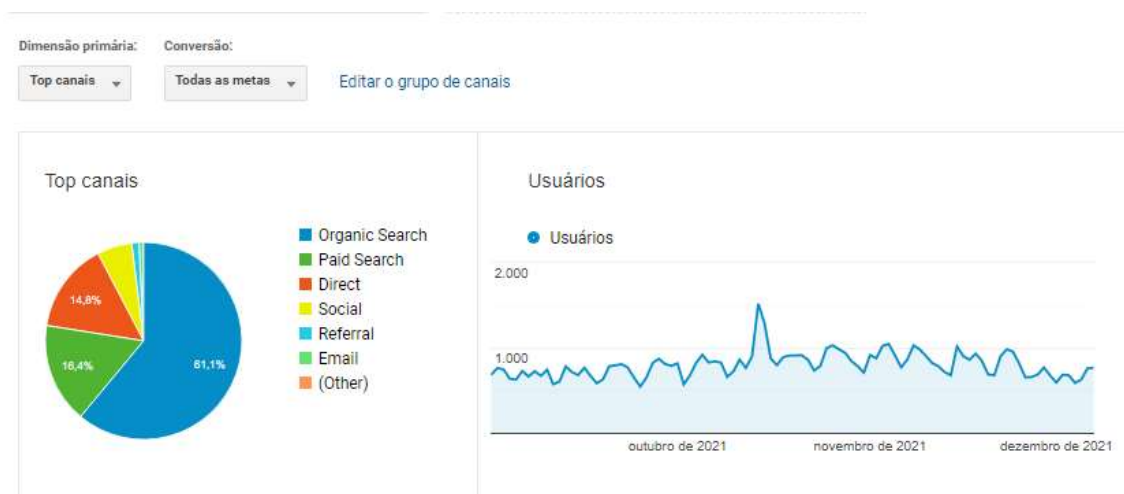 Dimensão primária: Conversão:
Top canais Todas as metas Editar o grupo de canais
Top canais
14,8%
16,4%
61,1%
Organic Search
Paid Search
Direct
Social
Referral
Email
(Other)
Usuários
Usuários
2.000
1.000
outubro de 2021 novembro de 2021 dezembro de 2021